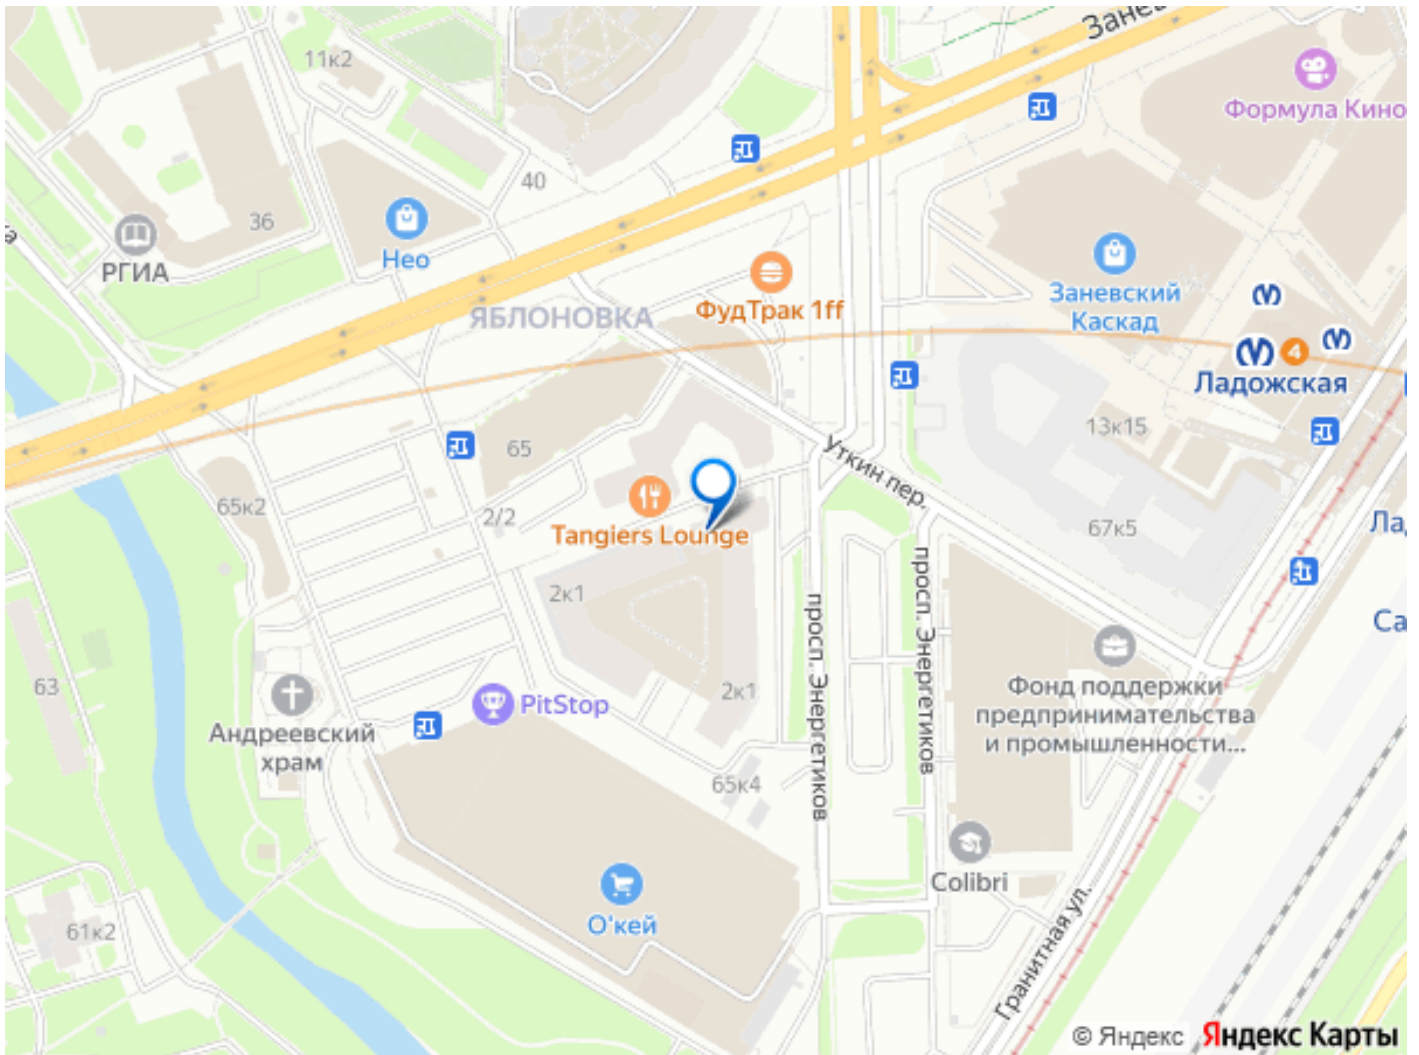 Занев
11к2
Формула Кино
40
36
РГИА
Нео
ЯБЛОНОВКА
ФудТрак 1ff
Заневский
Каскад
4
Ладожская
13к15
65
Уткин пер.
65к2
2/2
Tangiers Lounge
67к5
Ла
2к1
просп. Энергетиков
просп. Энергетиков
Са
63
2к1
Фонд поддержки
предпринимательства
и промышленности...
PitStop
Андреевский
храм
65к4
Colibri
О'кей
61к2
Гранитная ул.
© Яндекс Яндекс Карты